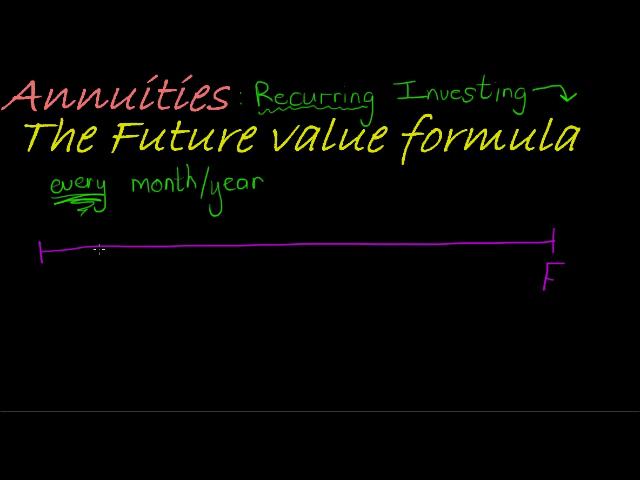 Annuities: Recurring Investing
The Future value formula
every month/year
F